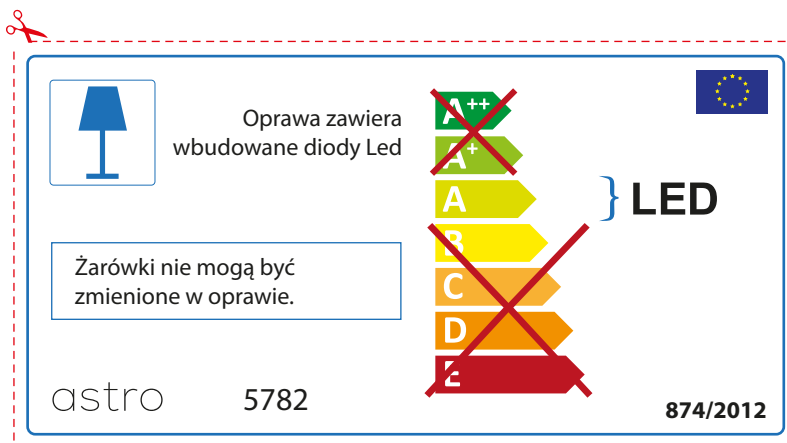 Oprawa zawiera
wbudowane diody Led
A++
A+
A
B
C
D
E
LED
Żarówki nie mogą być
zmienione w oprawie.
astro
5782
874/2012